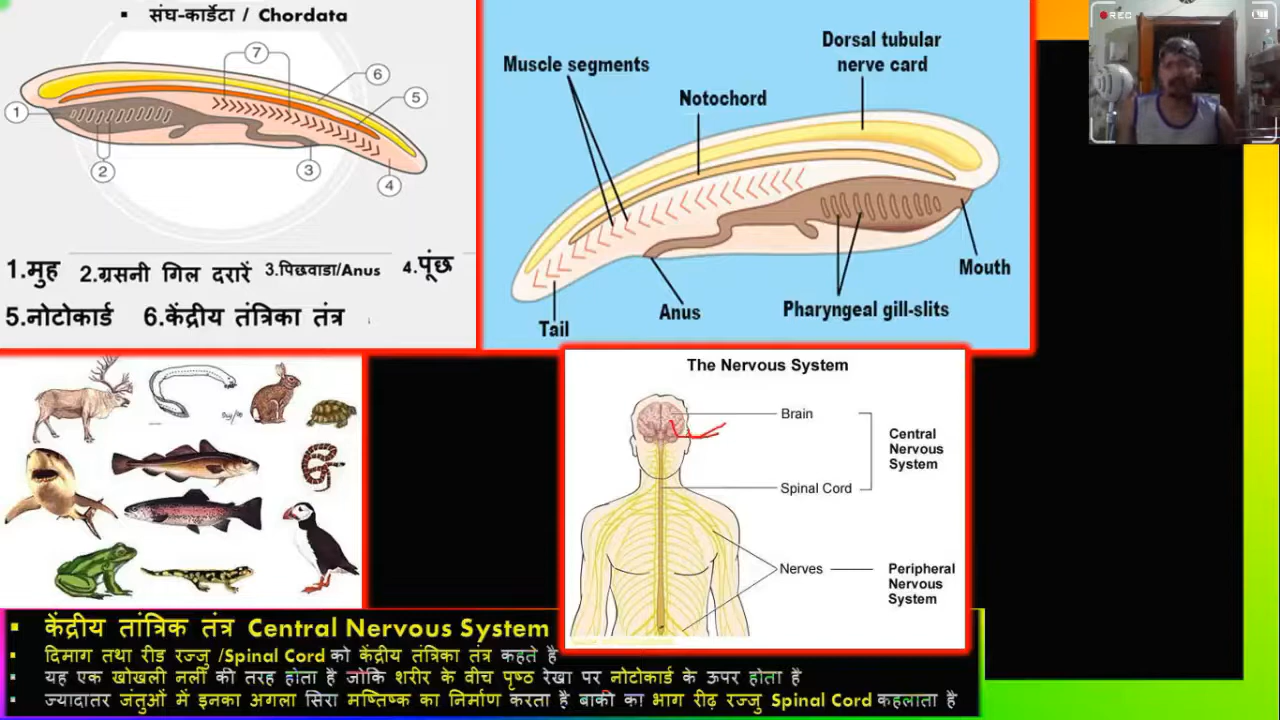 ▪ संघ-कार्डेटा / Chordata
7
6
5
1
2
3
4
1.मुह 2.ग्रसनी गिल दरारें 3.पिछवाडा/Anus 4.पूंछ
5.नोटोकार्ड 6.केंद्रीय तंत्रिका तंत्र
Muscle segments
Notochord
Dorsal tubular
nerve card
Mouth
Pharyngeal gill-slits
Anus
Tail
REC
The Nervous System
Brain
Central
Nervous
System
Spinal Cord
Nerves
Peripheral
Nervous
System
▪ केंद्रीय तांत्रिक तंत्र Central Nervous System
▪ दिमाग तथा रीड रज्जु /Spinal Cord को केंद्रीय तंत्रिका तंत्र कहते है
▪ यह एक खोखली नली की तरह होता है जोकि शरीर के वीच पृष्ठ रेखा पर नोटोकार्ड के ऊपर होता है
▪ ज्यादातर जंतुओं में इनका अगला सिरा मष्तिष्क का निर्माण करता है बाकी का भाग रीढ़ रज्जु Spinal Cord कहलाता है